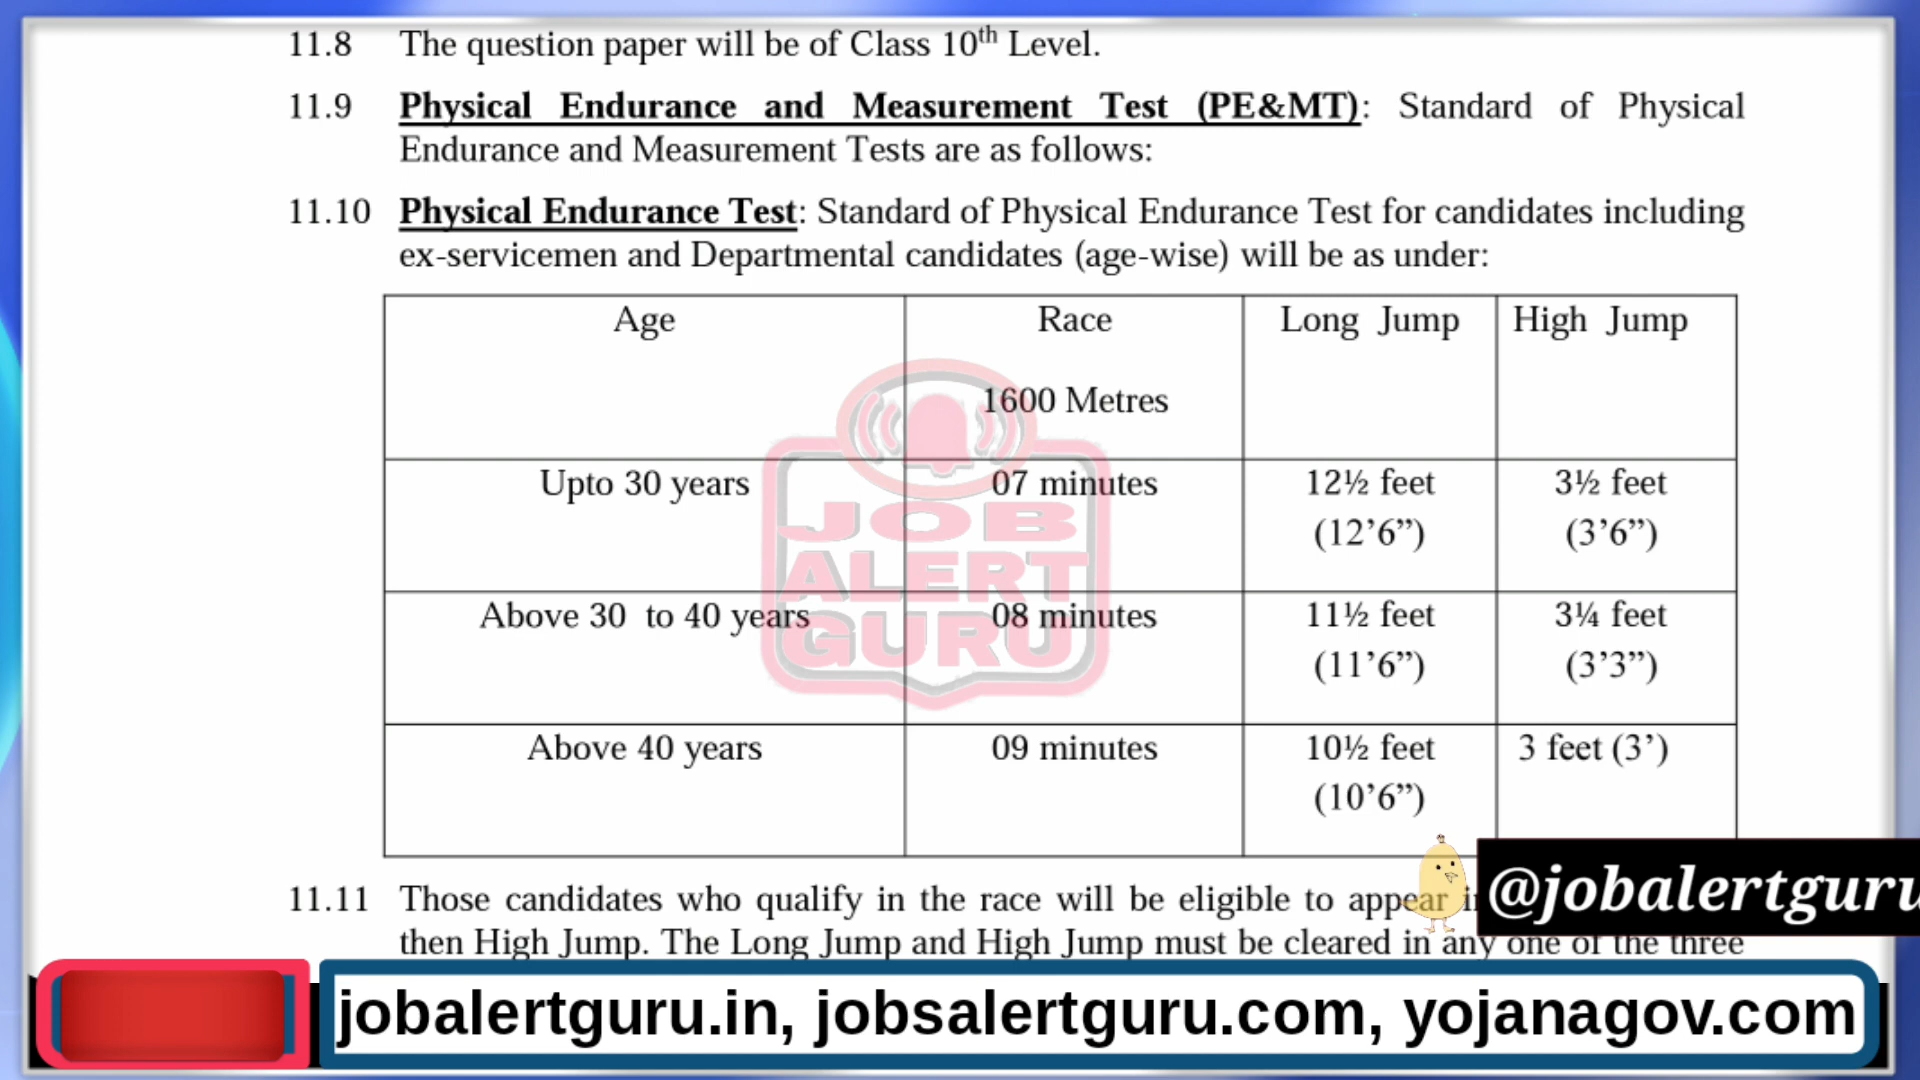 11.8 The question paper will be of Class 10th Level.
11.9 Physical Endurance and Measurement Test (PE&MT): Standard of Physical
Endurance and Measurement Tests are as follows:
11.10 Physical Endurance Test: Standard of Physical Endurance Test for candidates including
ex-servicemen and Departmental candidates (age-wise) will be as under:
Age Race Long Jump High Jump
1600 Metres
Upto 30 years 07 minutes 12½ feet 3½ feet
(12’6”) (3’6”)
Above 30 to 40 years 08 minutes 11½ feet 3¼ feet
(11’6”) (3’3”)
Above 40 years 09 minutes 10½ feet 3 feet (3’)
(10’6”)
JOB
ALERT
GURU
11.11 Those candidates who qualify in the race will be eligible to appear
@jobalertguru
then High Jump. The Long Jump and High Jump must be cleared in any one of the three
jobalertguru.in, jobsalertguru.com, yojanagov.com